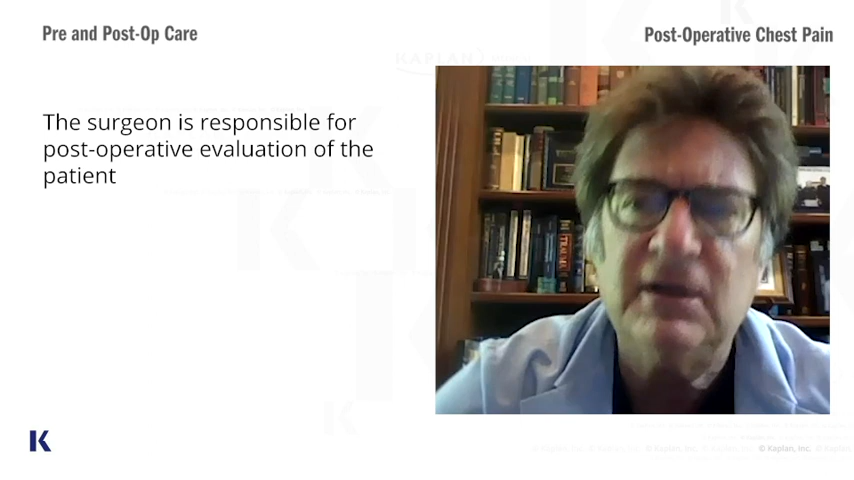 Pre and Post-Op Care
Post-Operative Chest Pain
The surgeon is responsible for
post-operative evaluation of the
patient
TRAUMA
K
© Kaplan, Inc.